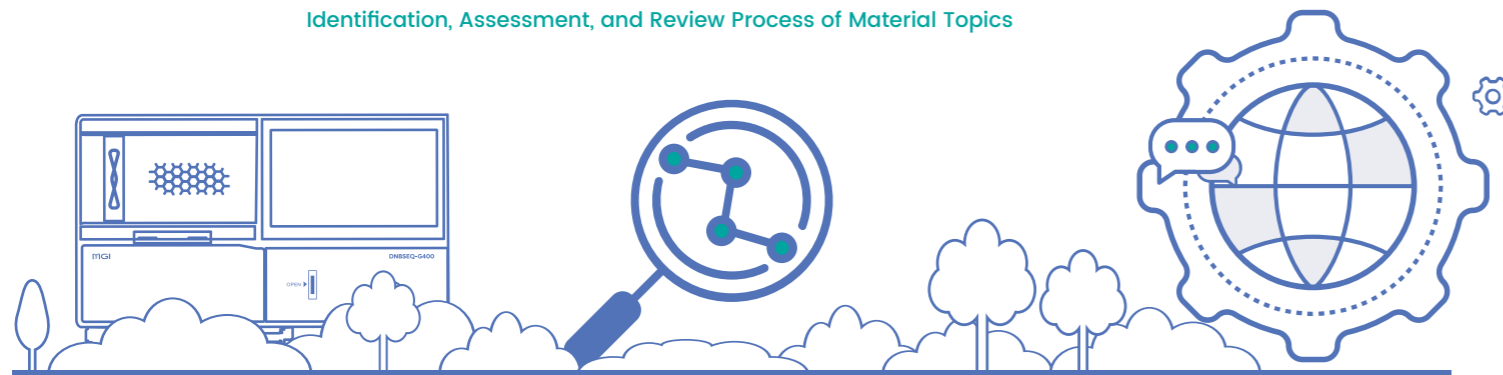 Identification, Assessment, and Review Process of Material Topics
MGI
DNBSEQ-G400
OPEN